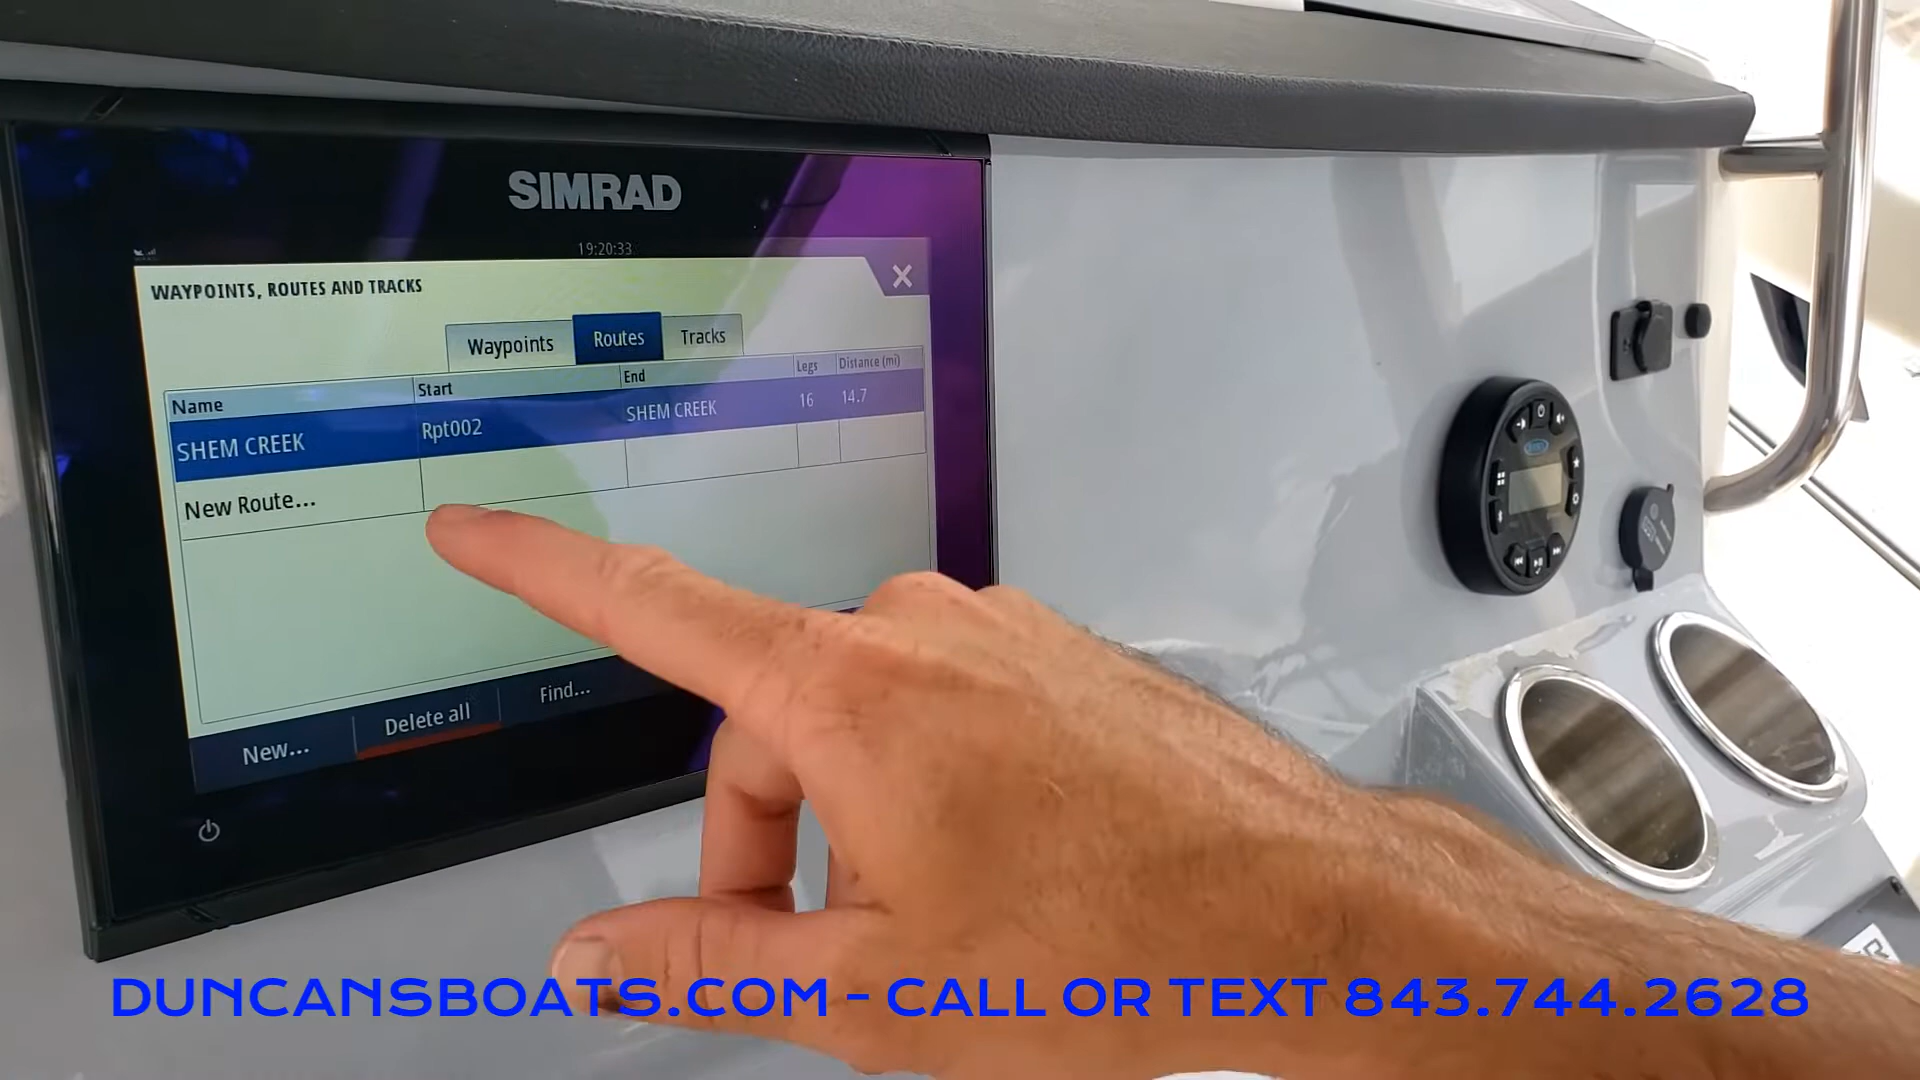 SIMRAD
19:20:33
WAYPOINTS, ROUTES AND TRACKS
Waypoints Routes Tracks
Name Start End Legs Distance (mi)
SHEM CREEK Rpt002 SHEM CREEK 16 14.7
New Route...
New... Delete all Find...
DUNCANSBOATS.COM - CALL OR TEXT 843.744.2628